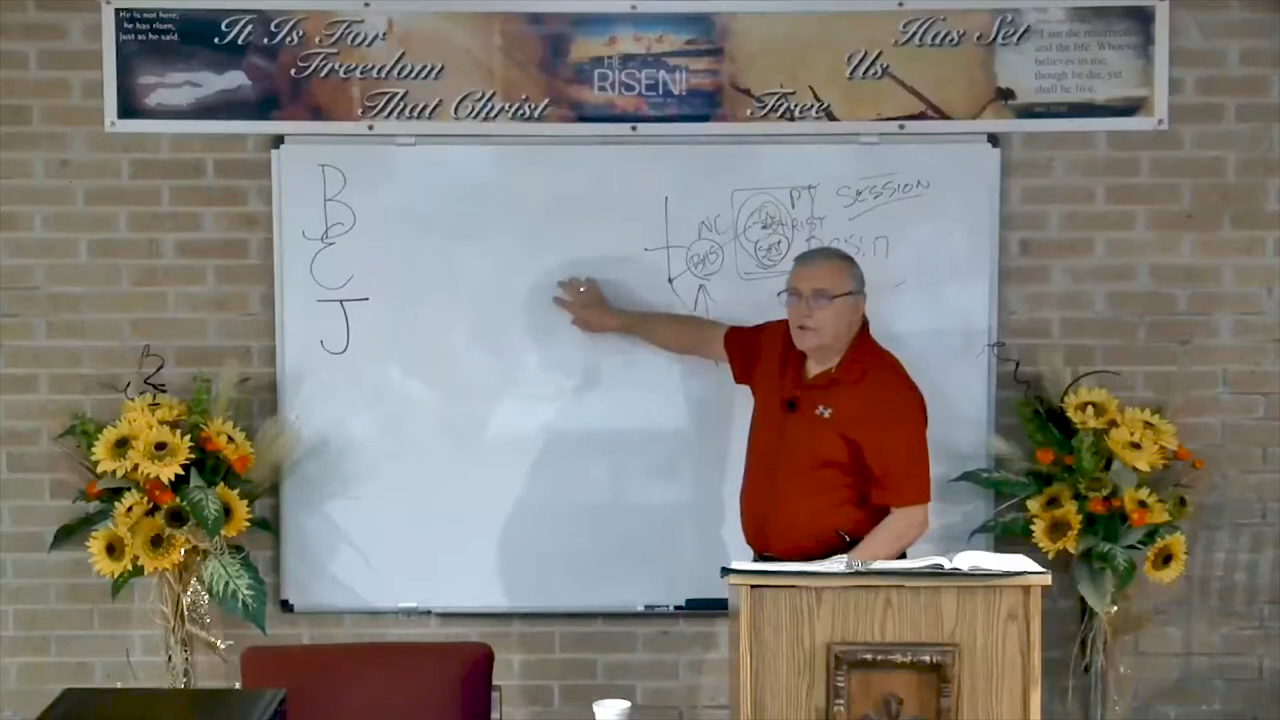 He is not here;
he has risen,
just as he said.
It Is For
Freedom
That Christ
HE
RISEN!
Has Set
Us
Free
I am the resurrection
and the life. Whoever
believes in me,
though he die, yet
shall he live.
B
E
J
NC
PT
SESSION